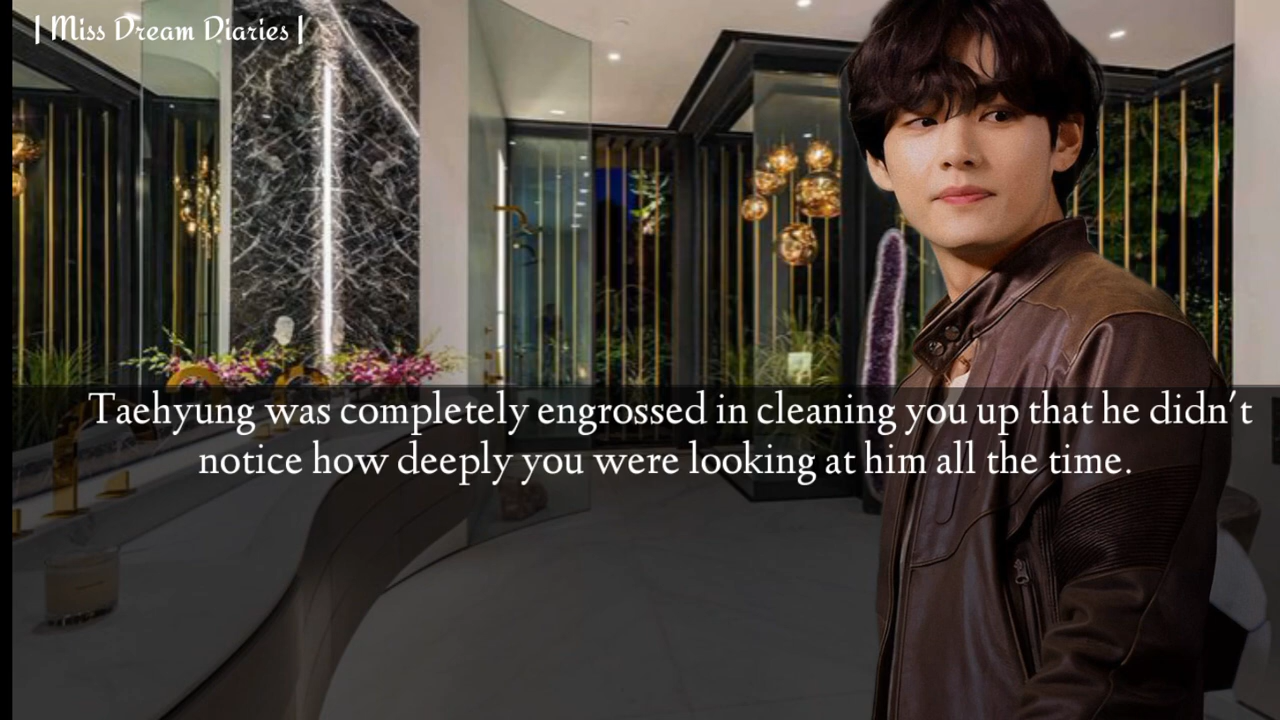 | Miss Dream Diaries |
Taehyung was completely engrossed in cleaning you up that he didn't
notice how deeply you were looking at him all the time.